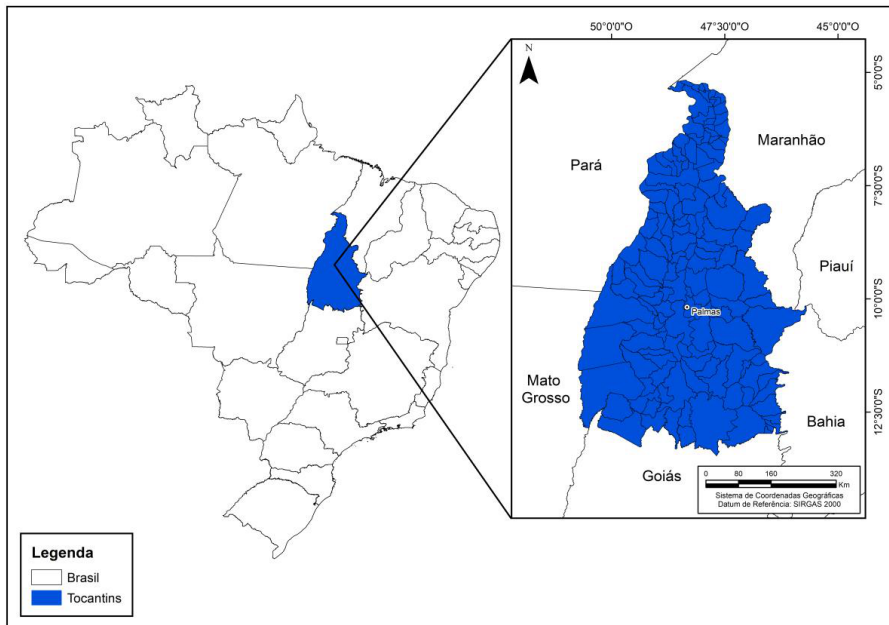 50°0'0"O
47°30'0"O
45°0'0"O
N
5°0'0"S
Maranhão
Pará
7°30'0"S
Piauí
10°0'0"S
Palmas
Mato
Grosso
Bahia
12°30'0"S
Goiás
0 80 160 320
Km
Sistema de Coordenadas Geográficas
Datum de Referência: SIRGAS 2000
Legenda
Brasil
Tocantins